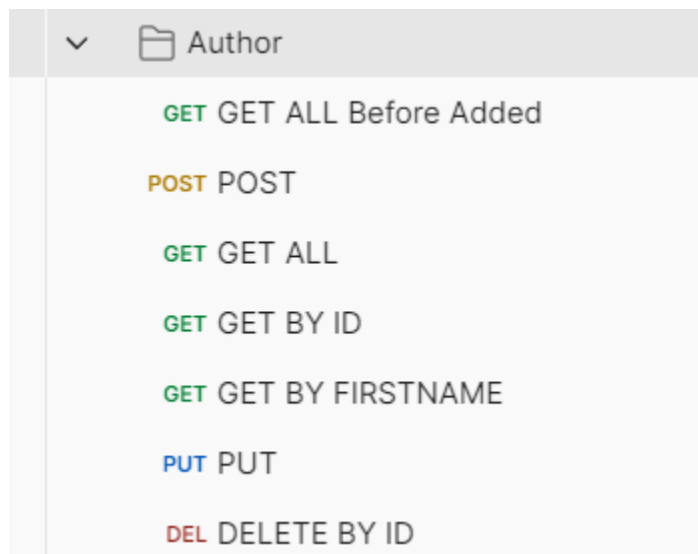 Author
GET GET ALL Before Added
POST POST
GET GET ALL
GET GET BY ID
GET GET BY FIRSTNAME
PUT PUT
DEL DELETE BY ID